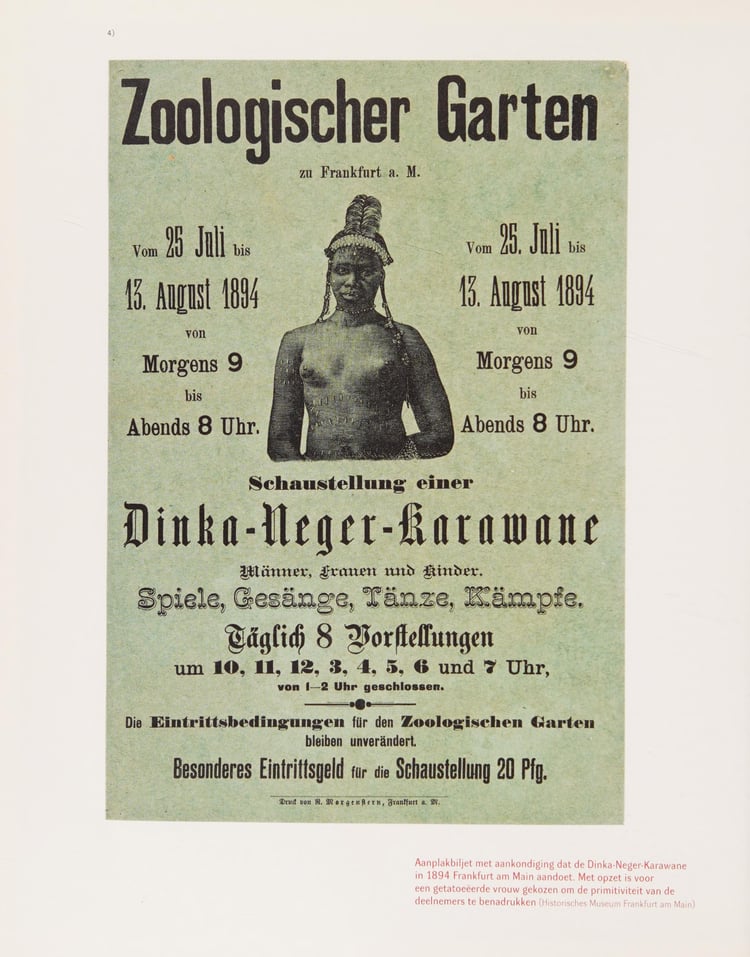 4)
Zoologischer Garten
zu Frankfurt a. M.
Vom 25 Juli bis
13. August 1894
von
Morgens 9
bis
Abends 8 Uhr.
Vom 25. Juli bis
13. August 1894
von
Morgens 9
bis
Abends 8 Uhr.
Schaustellung einer
Dinka-Neger-Karawane
Männer, Frauen und Kinder.
Spiele, Gesänge, Tänze, Kämpfe.
Täglich 8 Vorstellungen
um 10, 11, 12, 3, 4, 5, 6 und 7 Uhr,
von 1—2 Uhr geschlossen.
Die Eintrittsbedingungen für den Zoologischen Garten
bleiben unverändert.
Besonderes Eintrittsgeld für die Schaustellung 20 Pfg.
Druck von R. Morgenstern, Frankfurt a. M.
Aanplakbiljet met aankondiging dat de Dinka-Neger-Karawane
in 1894 Frankfurt am Main aandoet. Met opzet is voor
een getatoeëerde vrouw gekozen om de primitiviteit van de
deelnemers te benadrukken (Historisches Museum Frankfurt am Main)